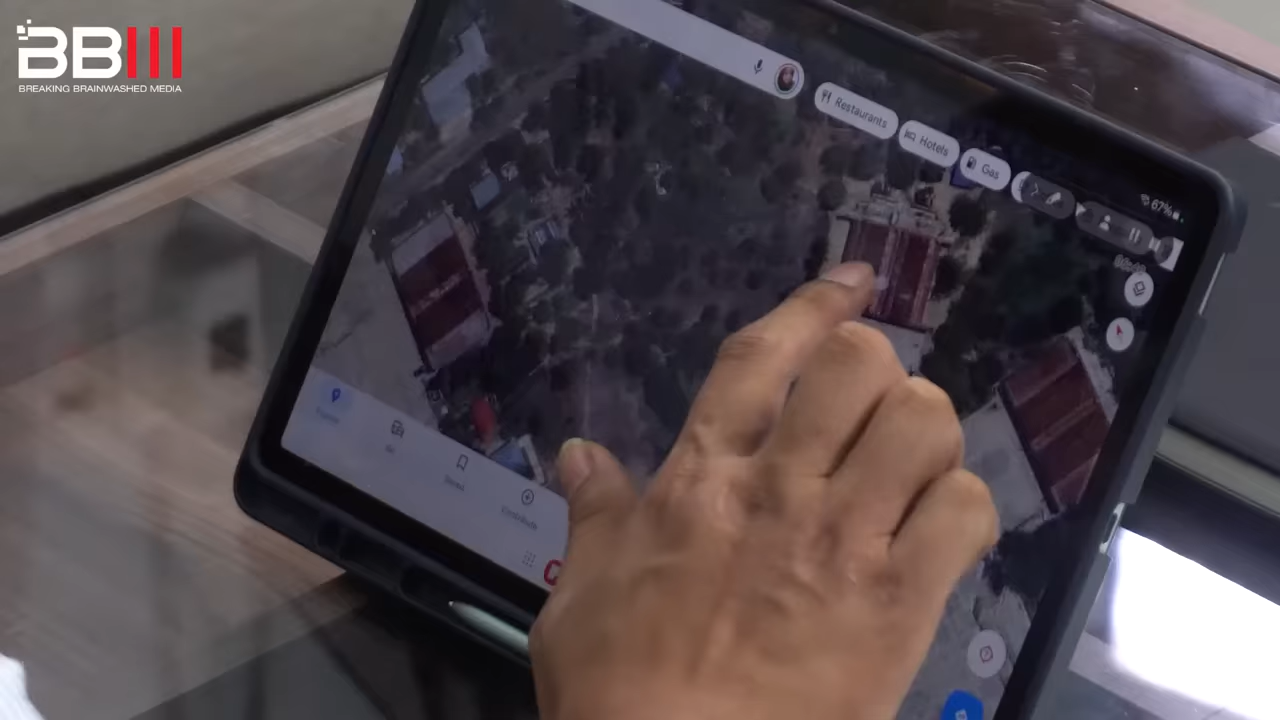 BBIII
BREAKING BRAINWASHED MEDIA
Restaurants
Hotels
Gas
67%
Contribute